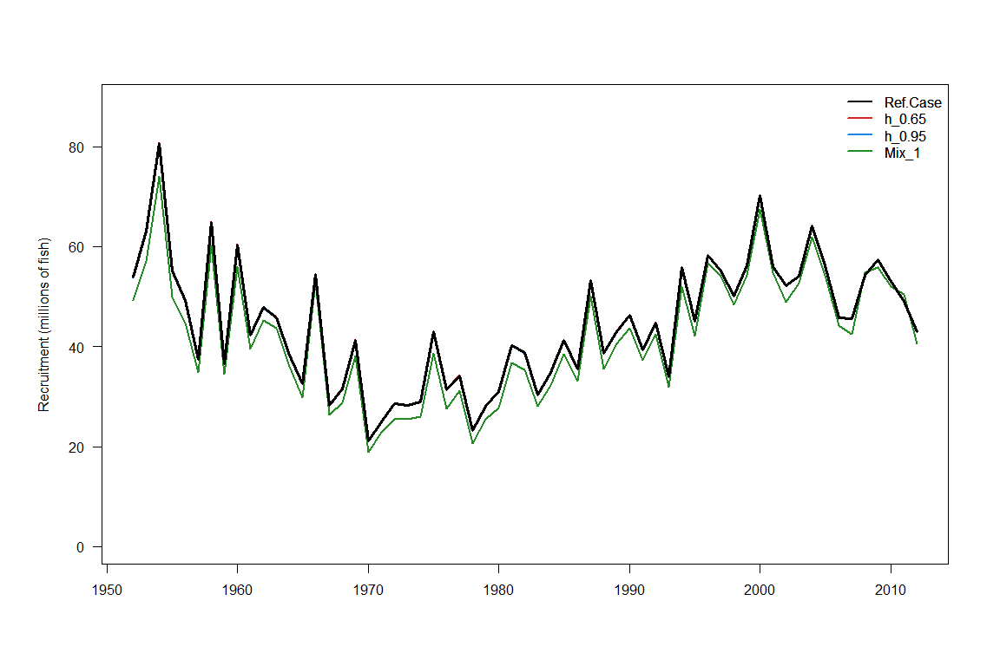 Ref.Case
h_0.65
h_0.95
Mix_1
Recruitment (millions of fish)
80
60
40
20
0
1950 1960 1970 1980 1990 2000 2010